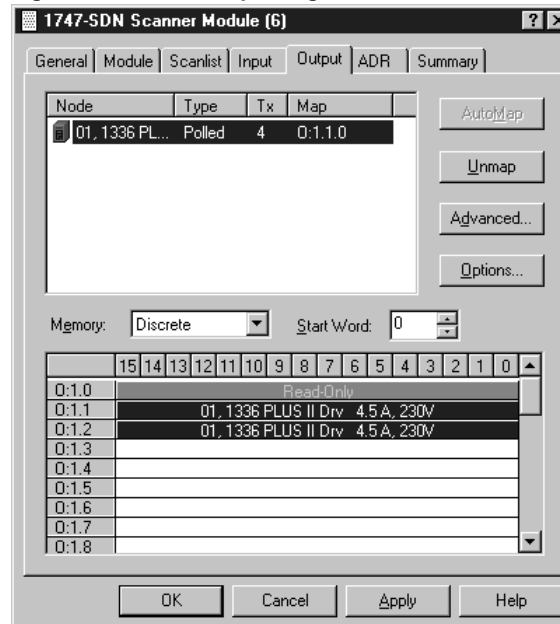 1747-SDN Scanner Module (6)
General Module Scanlist Input Output ADR Summary
Node Type Tx Map
01, 1336 PL... Polled 4 O:1.1.0
AutoMap
Unmap
Advanced...
Options...
Memory: Discrete Start Word: 0
15 14 13 12 11 10 9 8 7 6 5 4 3 2 1 0
O:1.0 Read-Only
O:1.1 01, 1336 PLUS II Drv 4.5 A, 230V
O:1.2 01, 1336 PLUS II Drv 4.5 A, 230V
O:1.3
O:1.4
O:1.5
O:1.6
O:1.7
O:1.8
OK Cancel Apply Help